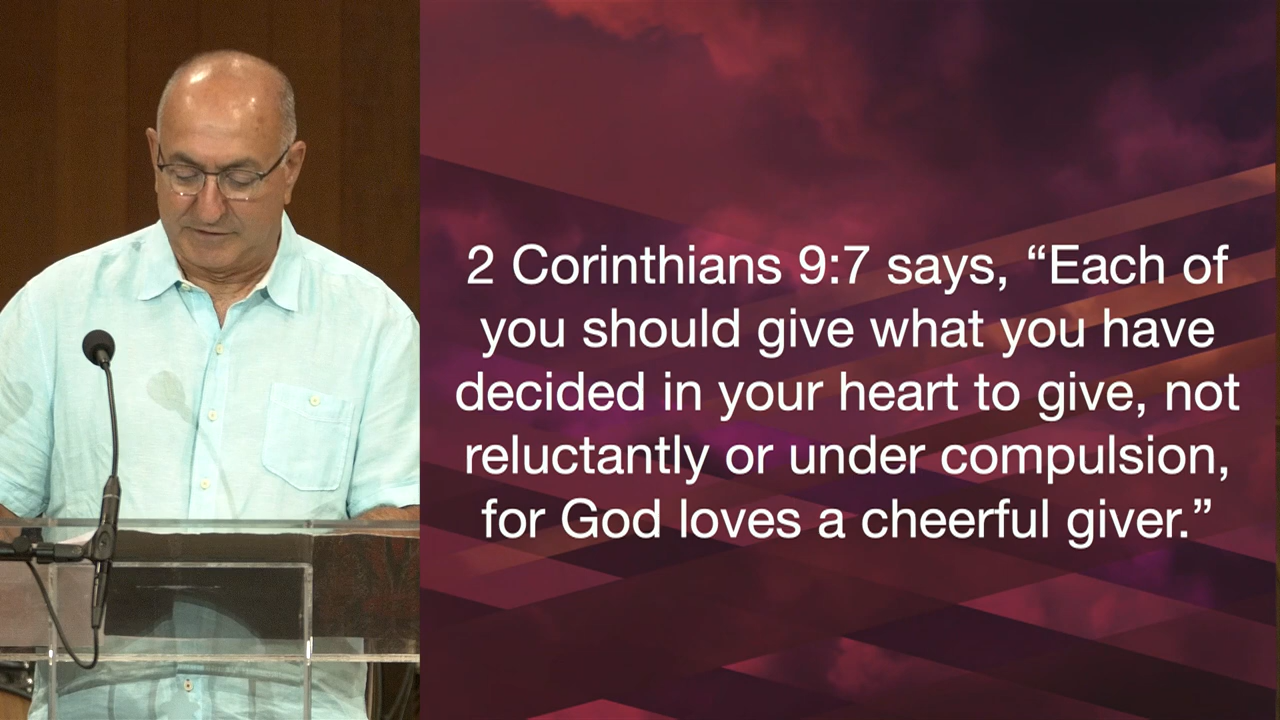 2 Corinthians 9:7 says, “Each of
you should give what you have
decided in your heart to give, not
reluctantly or under compulsion,
for God loves a cheerful giver.”